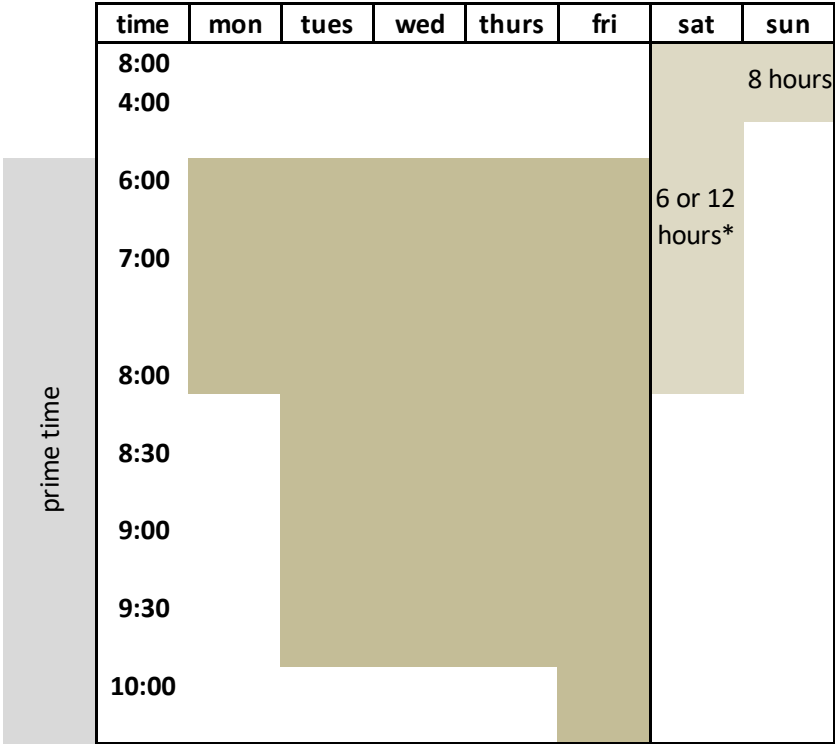 time mon tues wed thurs fri sat sun
8:00
8 hours
4:00
6:00
6 or 12
hours*
7:00
8:00
prime time
8:30
9:00
9:30
10:00